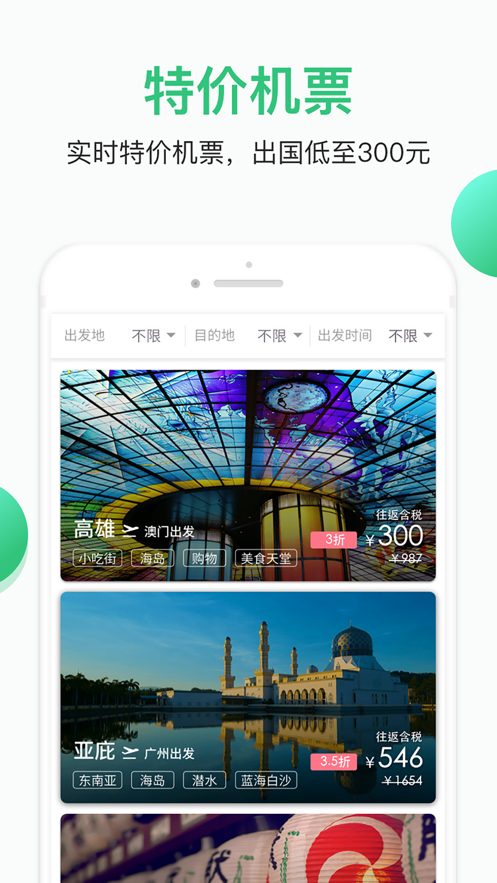 特价机票
实时特价机票，出国低至300元
出发地 不限 目的地 不限 出发时间 不限
高雄 澳门出发
小吃街 海岛 购物 美食天堂
3折
往返含税
￥300
￥987
亚庇 广州出发
东南亚 海岛 潜水 蓝海白沙
3.5折
往返含税
￥546
￥1654